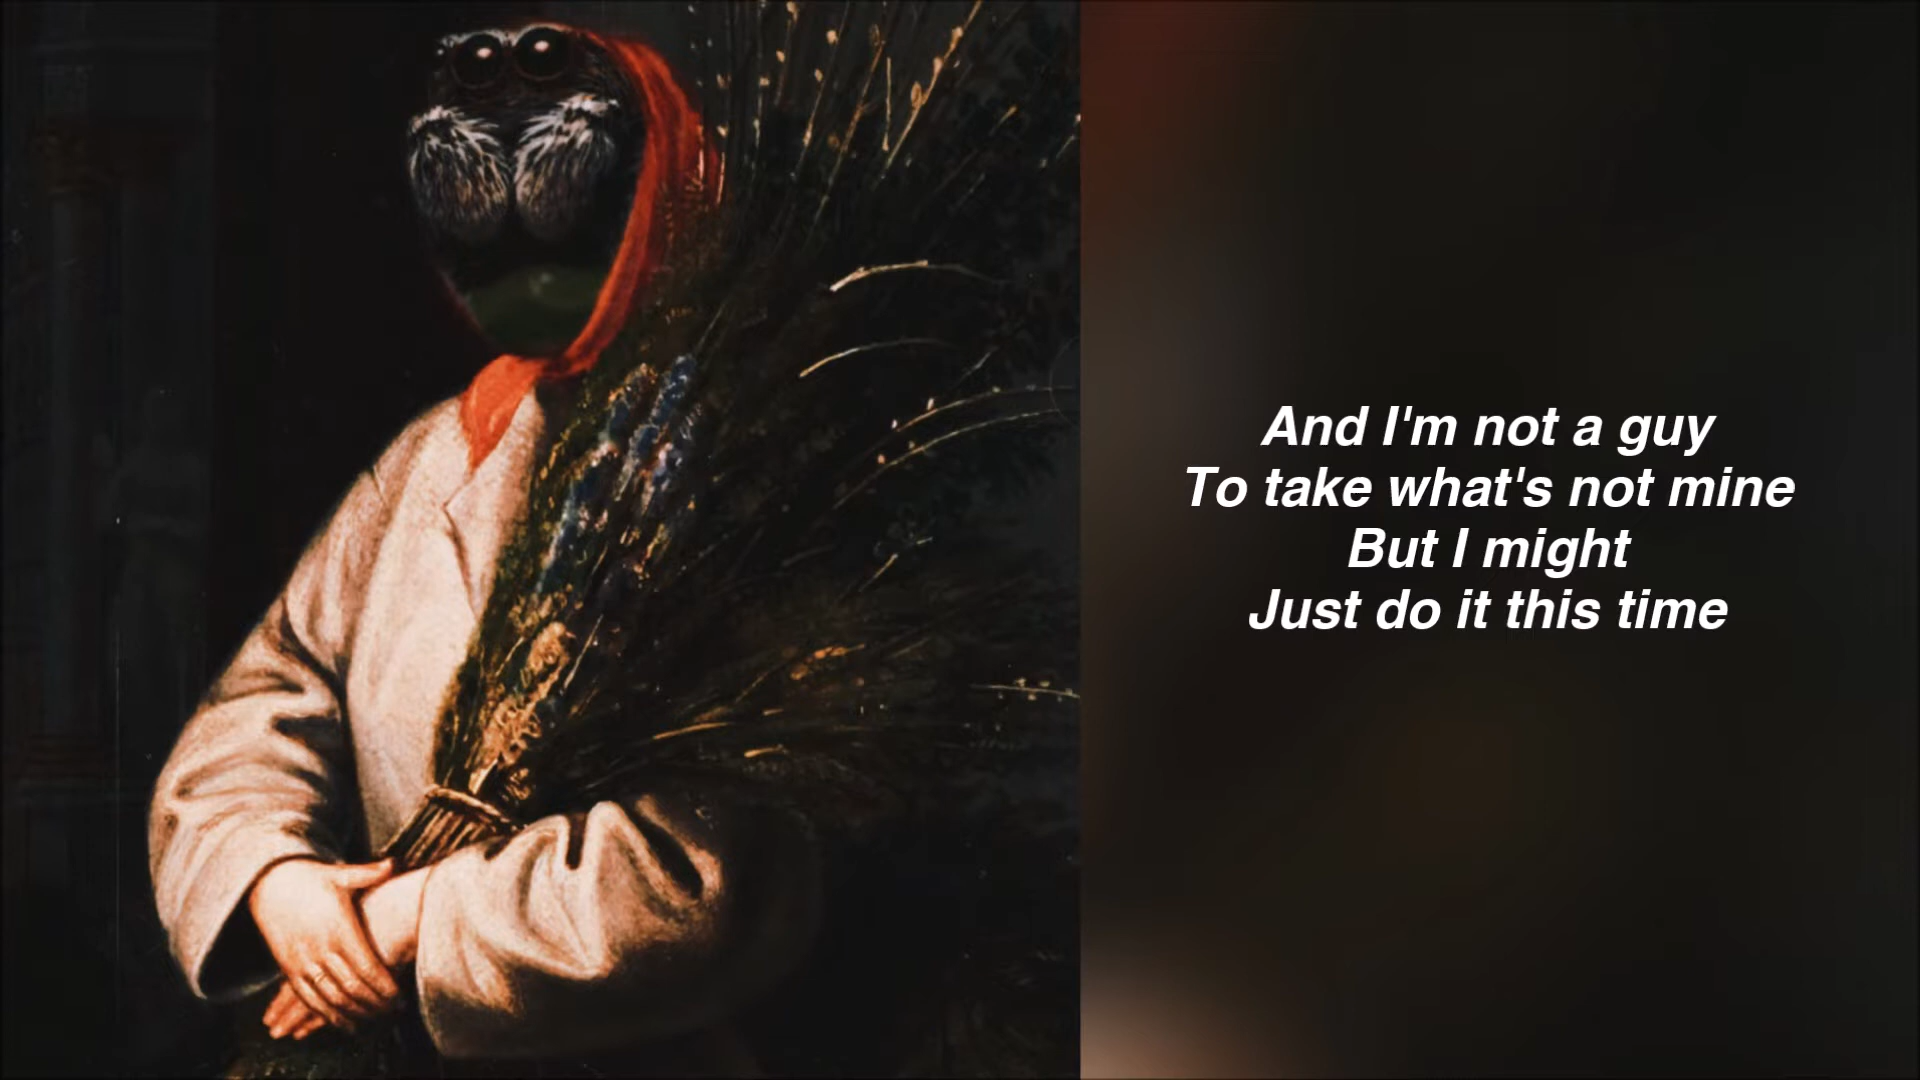 And I'm not a guy
To take what's not mine
But I might
Just do it this time